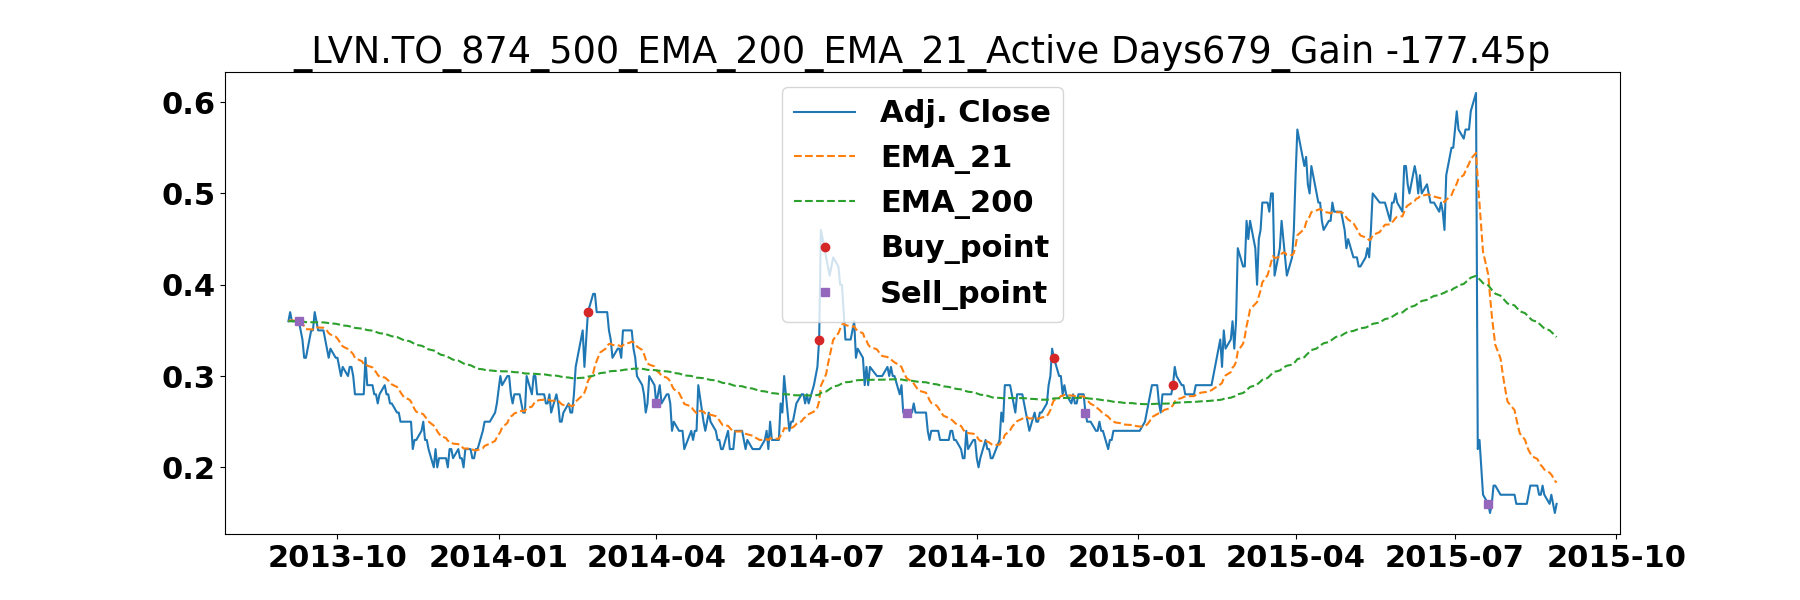 _LVN.TO_874_500_EMA_200_EMA_21_Active Days679_Gain -177.45p
0.6
0.5
0.4
0.3
0.2
Adj. Close
EMA_21
EMA_200
Buy_point
Sell_point
2013-10 2014-01 2014-04 2014-07 2014-10 2015-01 2015-04 2015-07 2015-10